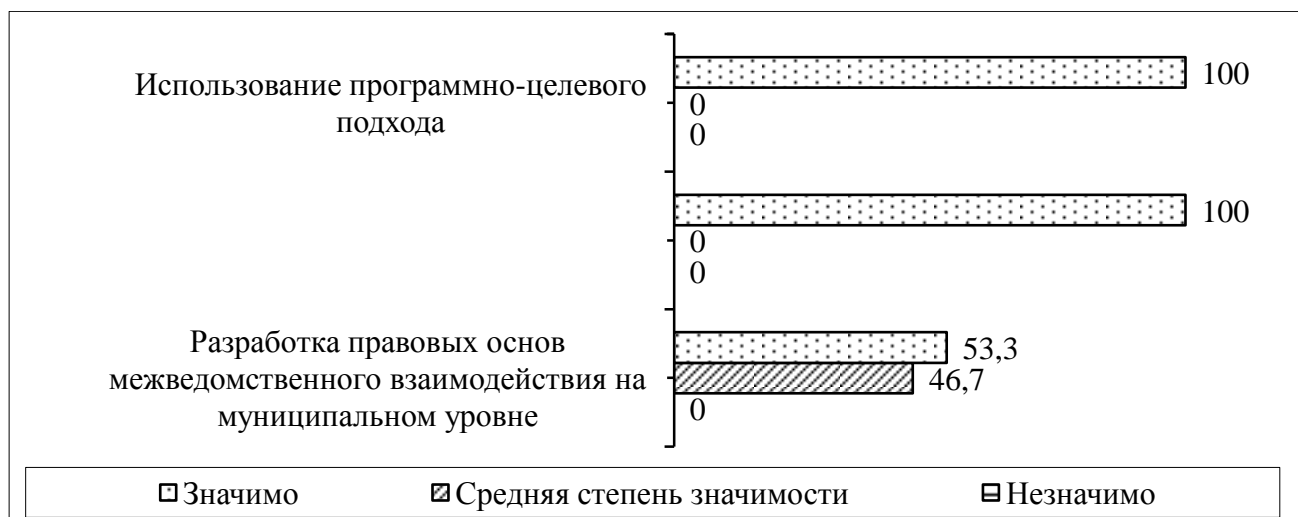 Использование программно-целевого
подхода
100
0
0
100
0
0
Разработка правовых основ
межведомственного взаимодействия на
муниципальном уровне
53,3
46,7
0
Значимо
Средняя степень значимости
Незначимо